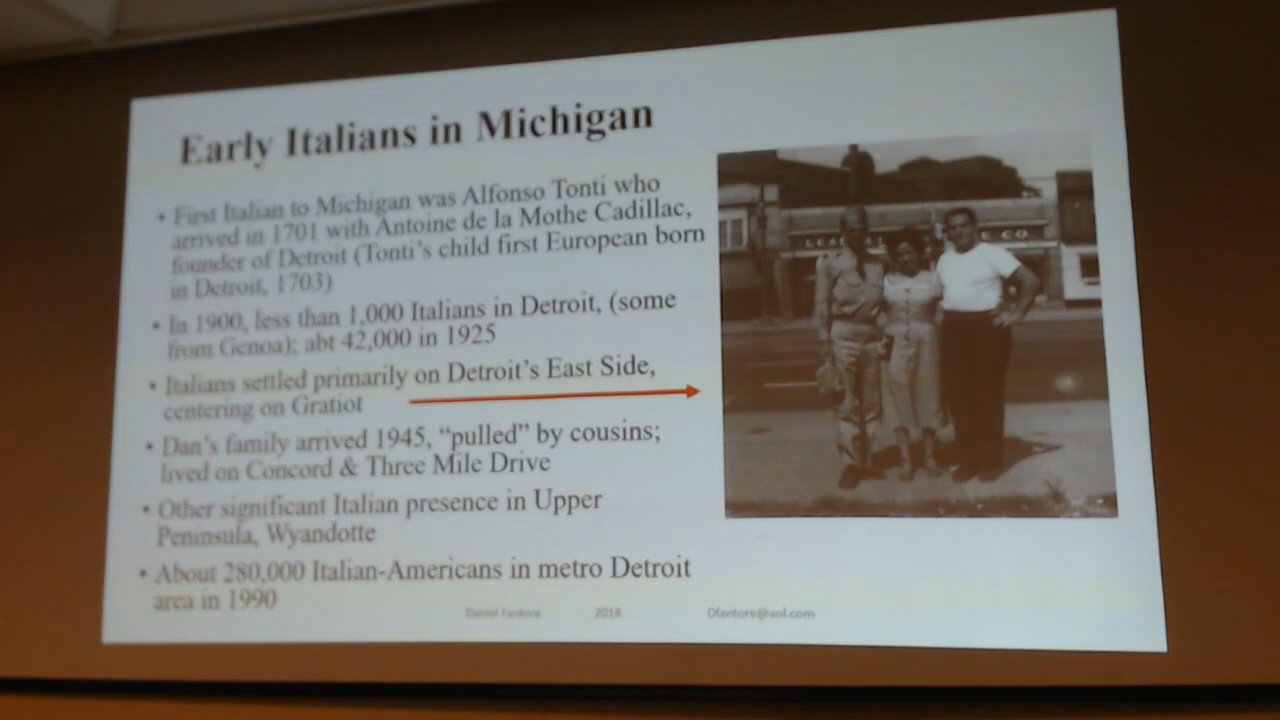 Early Italians in Michigan
• First Italian to Michigan was Alfonso Tonti who
arrived in 1701 with Antoine de la Mothe Cadillac,
founder of Detroit (Tonti's child first European born
in Detroit, 1703)
• In 1900, less than 1,000 Italians in Detroit, (some
from Genoa); abt 42,000 in 1925
• Italians settled primarily on Detroit's East Side,
centering on Gratiot
• Dan's family arrived 1945, “pulled” by cousins;
lived on Concord & Three Mile Drive
• Other significant Italian presence in Upper
Peninsula, Wyandotte
• About 280,000 Italian-Americans in metro Detroit
area in 1990
CO
Daniel Fantore 2018 Dfantore@aol.com